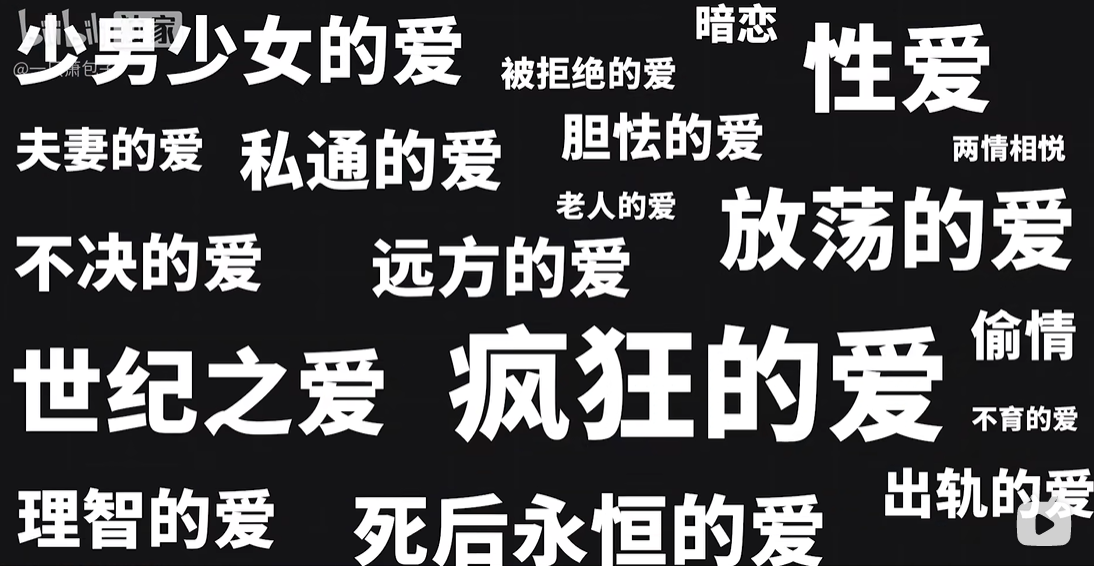 少男少女的爱
暗恋
性爱
被拒绝的爱
夫妻的爱
私通的爱
胆怯的爱
两情相悦
老人的爱
放荡的爱
不决的爱
远方的爱
世纪之爱
疯狂的爱
偷情
不育的爱
理智的爱
死后永恒的爱
出轨的爱